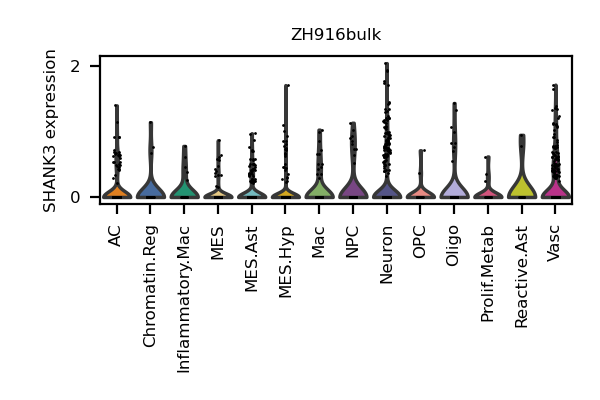 ZH916bulk
SHANK3 expression
2
0
AC
Chromatin.Reg
Inflammatory.Mac
MES
MES.Ast
MES.Hyp
Mac
NPC
Neuron
OPC
Oligo
Prolif.Metab
Reactive.Ast
Vasc